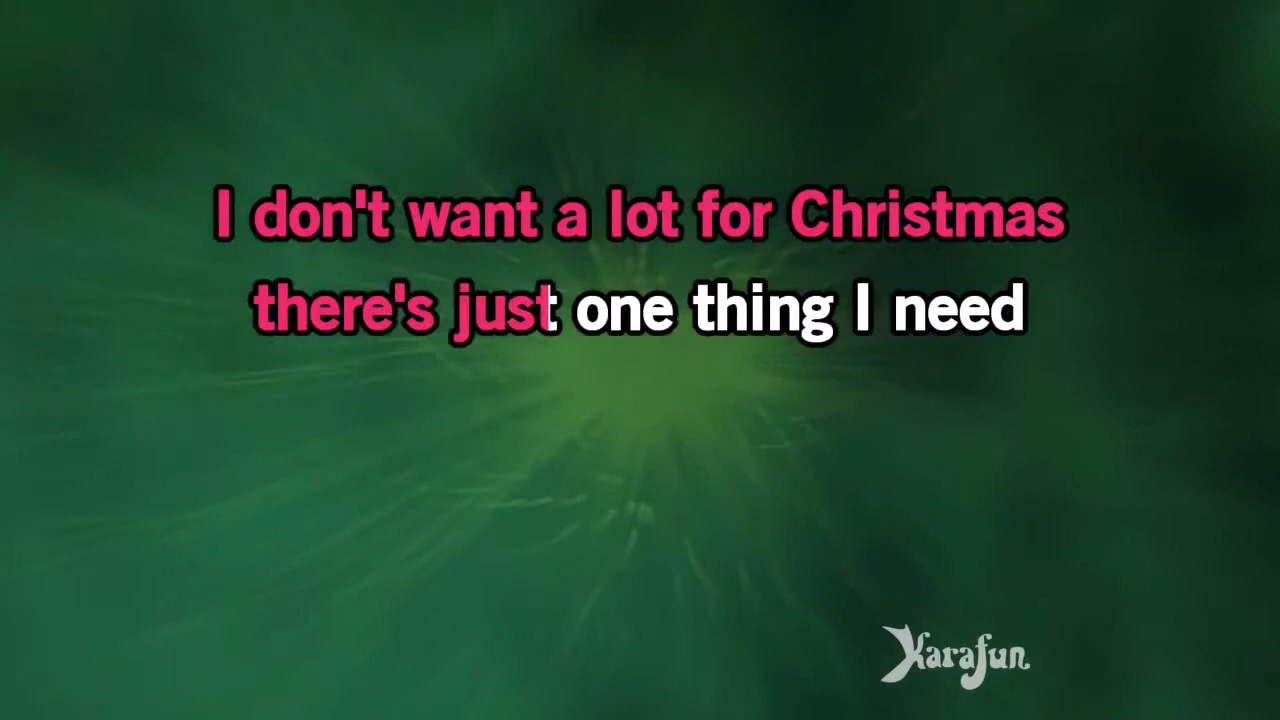 I don't want a lot for Christmas
there's just one thing I need
Karafun